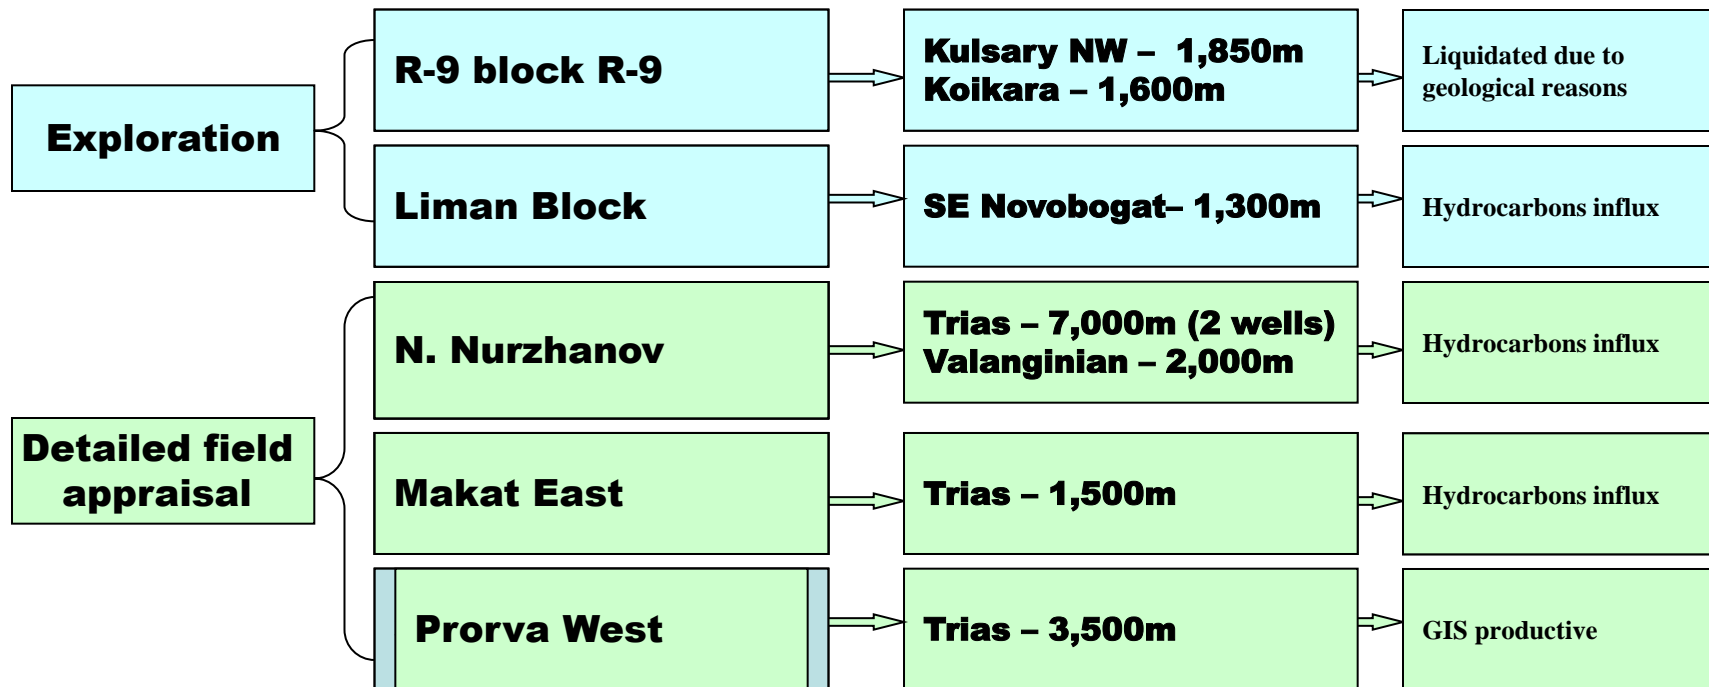 Exploration
R-9 block R-9
Kulsary NW –  1,850m
Koikara – 1,600m
Liquidated due to
geological reasons
Liman Block
SE Novobogat– 1,300m
Hydrocarbons influx
Detailed field
appraisal
N. Nurzhanov
Trias – 7,000m (2 wells)
Valanginian – 2,000m
Hydrocarbons influx
Makat East
Trias – 1,500m
Hydrocarbons influx
Prorva West
Trias – 3,500m
GIS productive